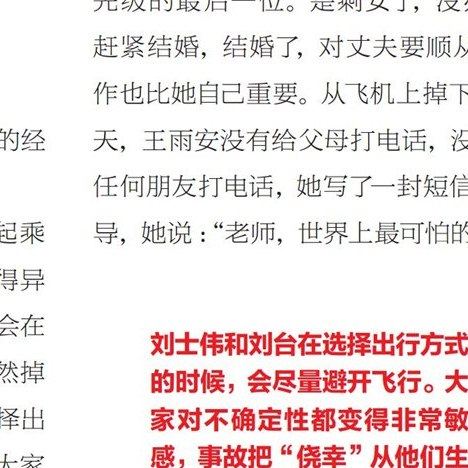 的经
起乘
得异
会在
然掉
择出
大家
先级的最后一位。是剩女了，没
赶紧结婚，结婚了，对丈夫要顺从
作也比她自己重要。从飞机上掉下
天，王雨安没有给父母打电话，没
任何朋友打电话，她写了一封短信
导，她说：“老师，世界上最可怕的
刘士伟和刘台在选择出行方式
的时候，会尽量避开飞行。大
家对不确定性都变得非常敏
感，事故把“侥幸”从他们生